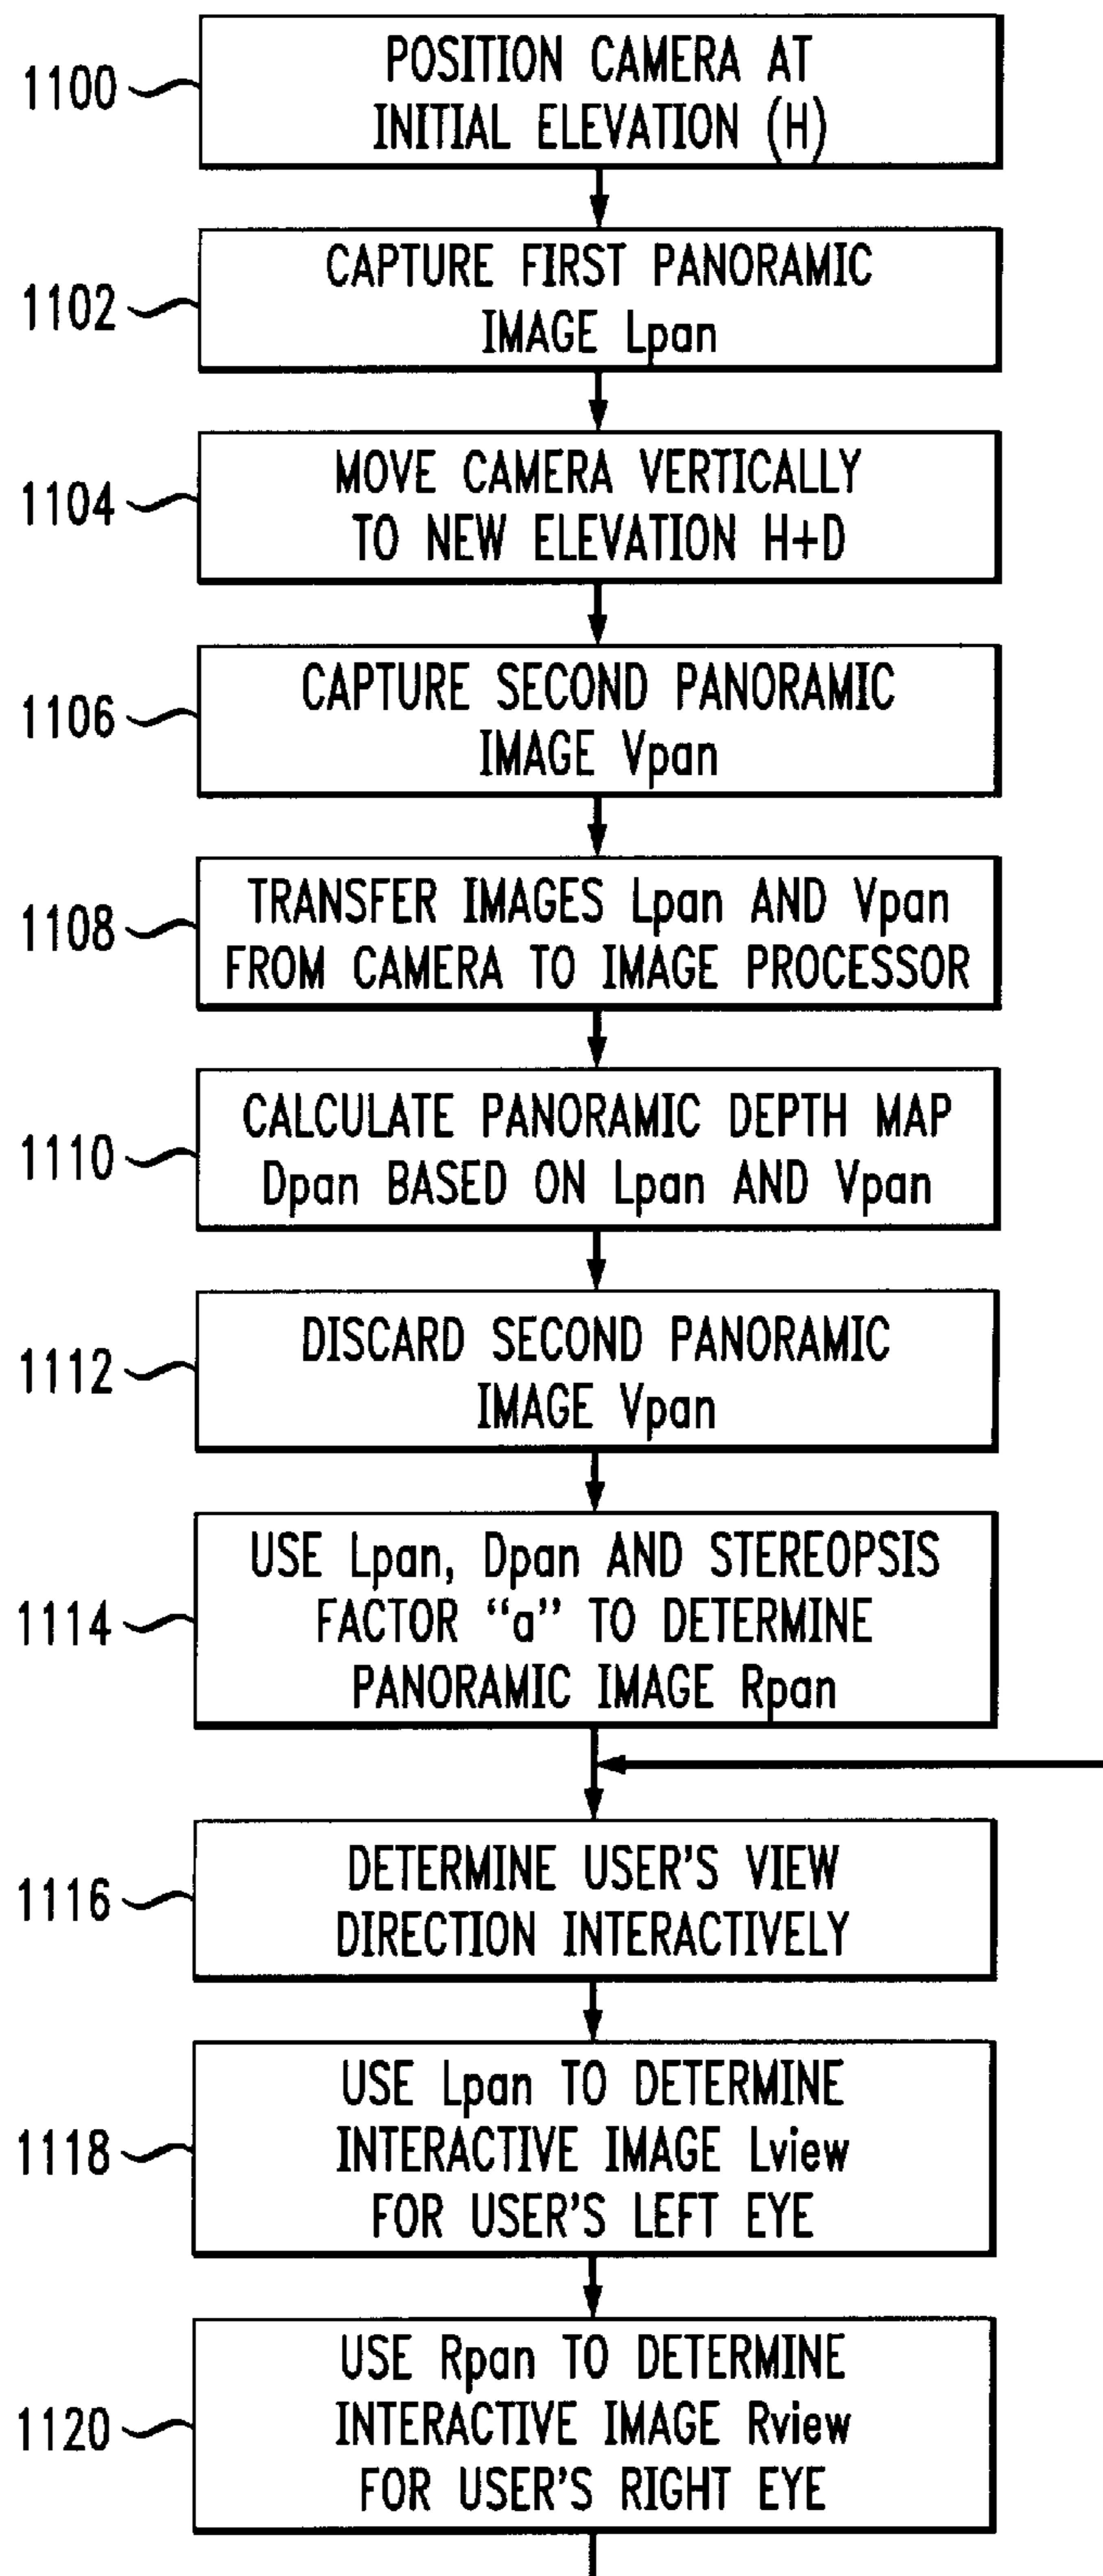 1100
POSITION CAMERA AT
INITIAL ELEVATION (H)
1102
CAPTURE FIRST PANORAMIC
IMAGE Lpan
1104
MOVE CAMERA VERTICALLY
TO NEW ELEVATION H+D
1106
CAPTURE SECOND PANORAMIC
IMAGE Vpan
1108
TRANSFER IMAGES Lpan AND Vpan
FROM CAMERA TO IMAGE PROCESSOR
1110
CALCULATE PANORAMIC DEPTH MAP
Dpan BASED ON Lpan AND Vpan
1112
DISCARD SECOND PANORAMIC
IMAGE Vpan
1114
USE Lpan, Dpan AND STEREOPSIS
FACTOR “a” TO DETERMINE
PANORAMIC IMAGE Rpan
1116
DETERMINE USER'S VIEW
DIRECTION INTERACTIVELY
1118
USE Lpan TO DETERMINE
INTERACTIVE IMAGE Lview
FOR USER'S LEFT EYE
1120
USE Rpan TO DETERMINE
INTERACTIVE IMAGE Rview
FOR USER'S RIGHT EYE